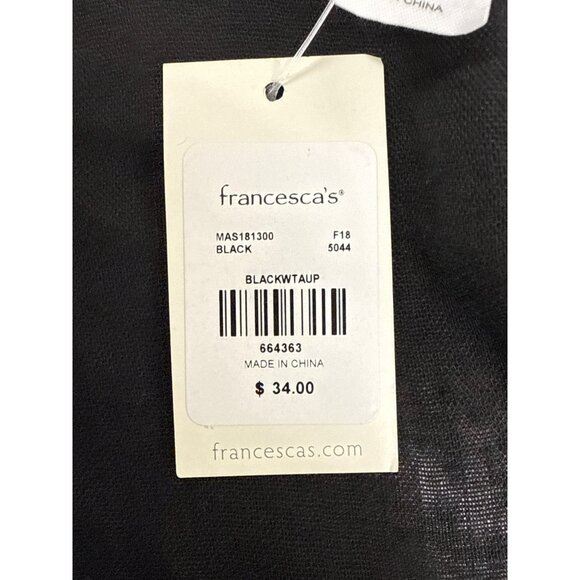 CHINA
francesca's®
MAS181300 F18
BLACK 5044
BLACKWTAUP
664363
MADE IN CHINA
$ 34.00
francescas.com